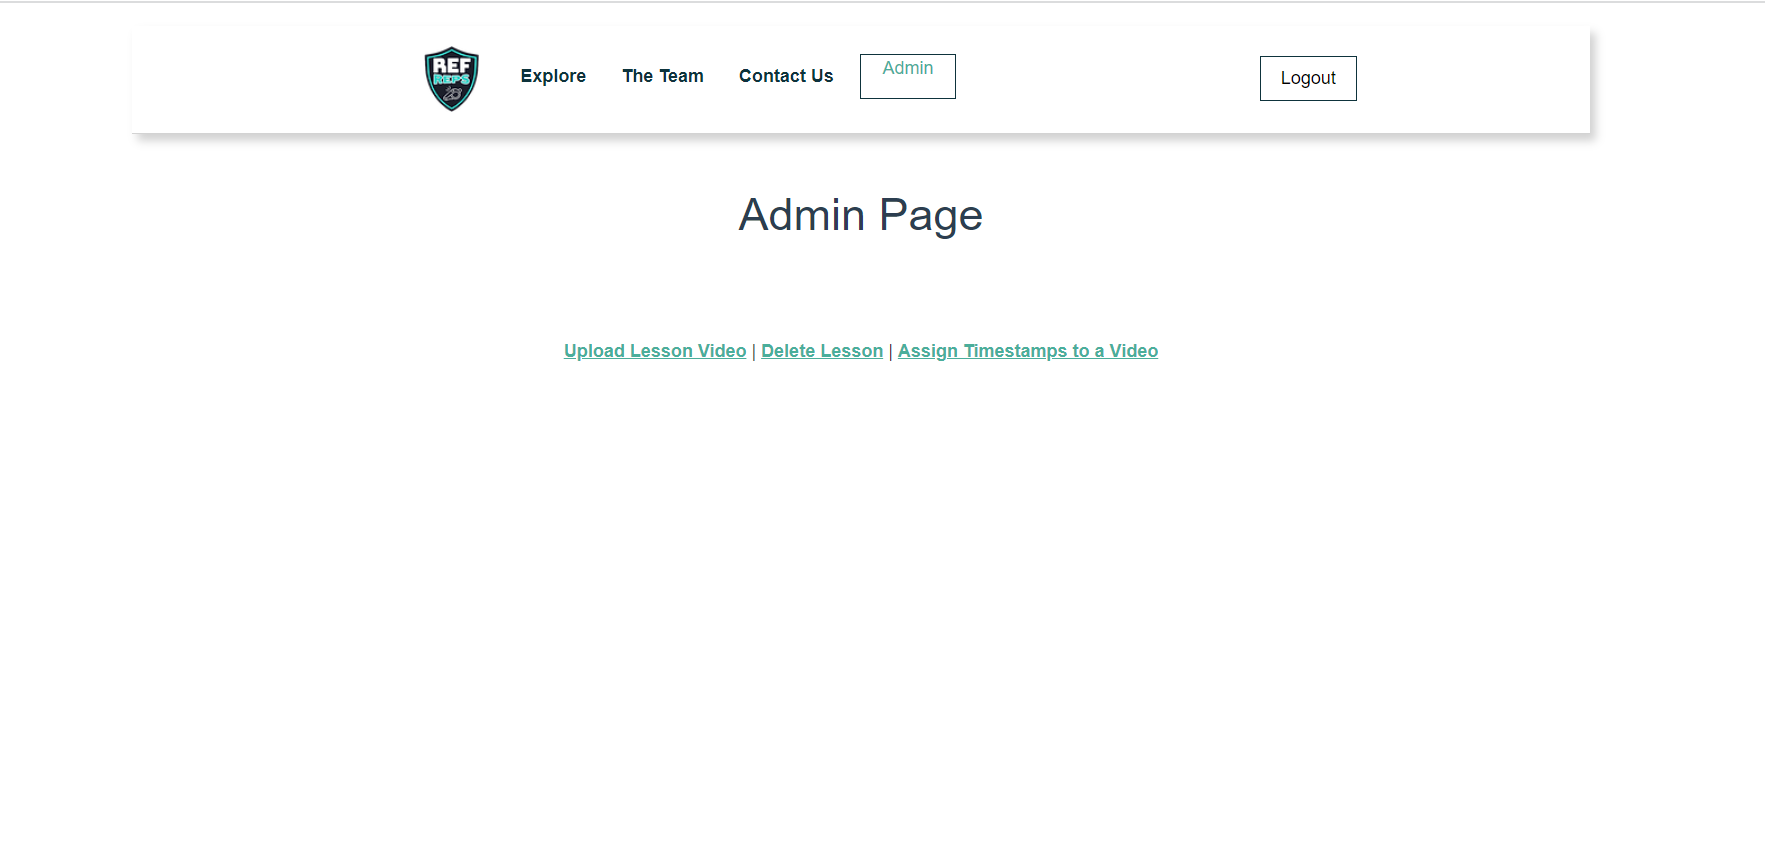 REF
REPS
Explore The Team Contact Us Admin Logout
Admin Page
Upload Lesson Video | Delete Lesson | Assign Timestamps to a Video